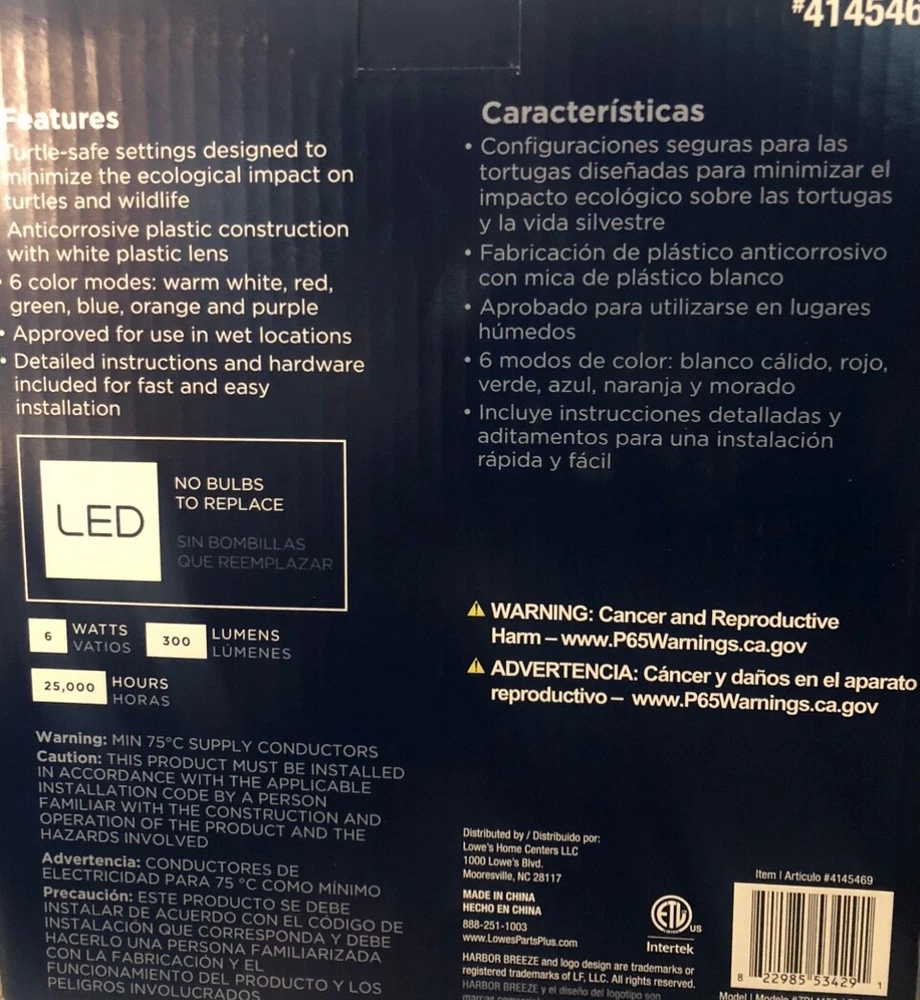 #414546
Features
Turtle-safe settings designed to
minimize the ecological impact on
turtles and wildlife
Anticorrosive plastic construction
with white plastic lens
• 6 color modes: warm white, red,
green, blue, orange and purple
• Approved for use in wet locations
• Detailed instructions and hardware
included for fast and easy
installation
LED
NO BULBS
TO REPLACE
SIN BOMBILLAS
QUE REEMPLAZAR
6 WATTS
VATIOS
300 LUMENS
LÚMENES
25,000 HOURS
HORAS
Warning: MIN 75°C SUPPLY CONDUCTORS
Caution: THIS PRODUCT MUST BE INSTALLED
IN ACCORDANCE WITH THE APPLICABLE
INSTALLATION CODE BY A PERSON
FAMILIAR WITH THE CONSTRUCTION AND
OPERATION OF THE PRODUCT AND THE
HAZARDS INVOLVED
Advertencia: CONDUCTORES DE
ELECTRICIDAD PARA 75 °C COMO MÍNIMO
Precaución: ESTE PRODUCTO SE DEBE
INSTALAR DE ACUERDO CON EL CÓDIGO DE
INSTALACIÓN QUE CORRESPONDA Y DEBE
HACERLO UNA PERSONA FAMILIARIZADA
CON LA FABRICACIÓN Y EL
FUNCIONAMIENTO DEL PRODUCTO Y LOS
PELIGROS INVOLUCRADOS
Características
• Configuraciones seguras para las
tortugas diseñadas para minimizar el
impacto ecológico sobre las tortugas
y la vida silvestre
• Fabricación de plástico anticorrosivo
con mica de plástico blanco
• Aprobado para utilizarse en lugares
húmedos
• 6 modos de color: blanco cálido, rojo,
verde, azul, naranja y morado
• Incluye instrucciones detalladas y
aditamentos para una instalación
rápida y fácil
WARNING: Cancer and Reproductive
Harm – www.P65Warnings.ca.gov
ADVERTENCIA: Cáncer y daños en el aparato
reproductivo – www.P65Warnings.ca.gov
Distributed by / Distribuido por:
Lowe's Home Centers LLC
1000 Lowe's Blvd.
Mooresville, NC 28117
MADE IN CHINA
HECHO EN CHINA
888-251-1003
www.LowesPartsPlus.com
HARBOR BREEZE and logo design are trademarks or
registered trademarks of LF, LLC. All rights reserved.
HARBOR BREEZE y el diseño del logotipo son
ETL US
Intertek
Item | Artículo #4145469
8 22985 53429 1
Model | Modelo